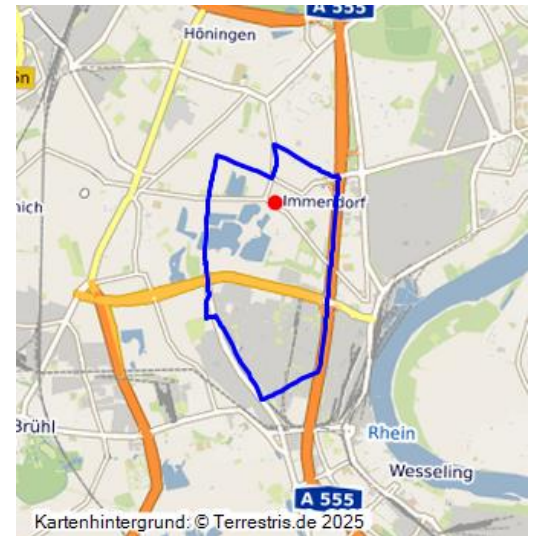 A 555
Höningen
Immendorf
Brühl
Rhein
Wesseling
A 555
Kartenhintergrund: © Terrestris.de 2025